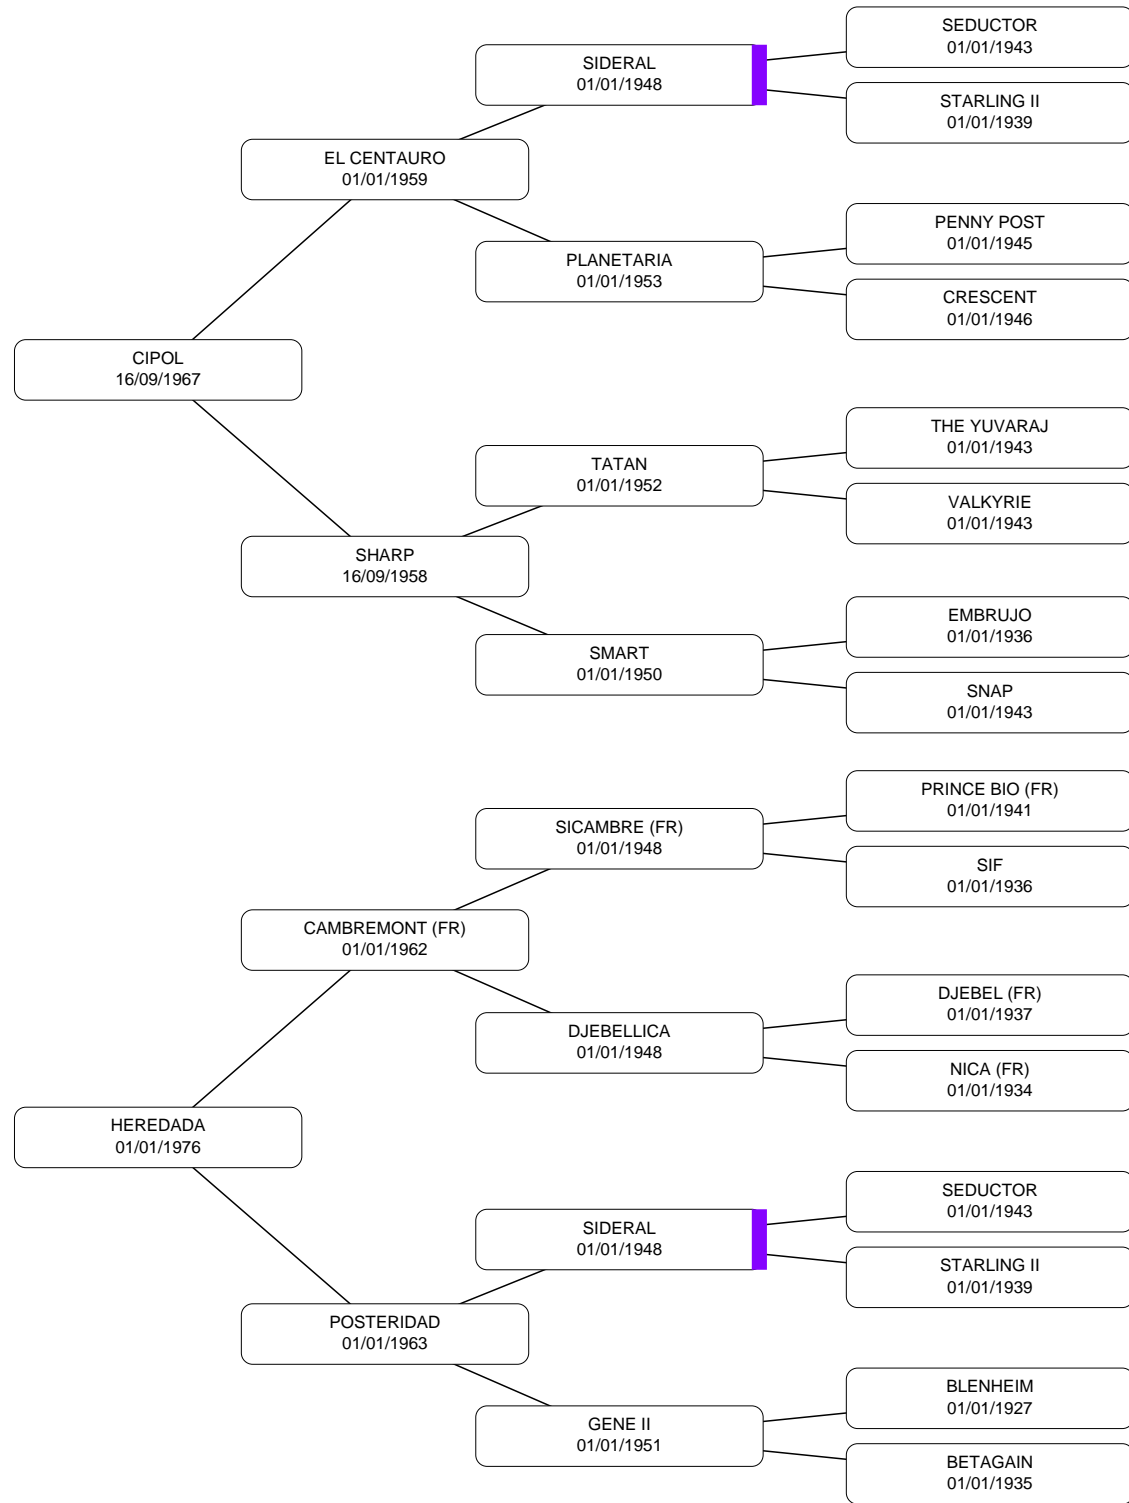 SEDUCTOR
01/01/1943
SIDERAL
01/01/1948
STARLING II
01/01/1939
EL CENTAURO
01/01/1959
PENNY POST
01/01/1945
PLANETARIA
01/01/1953
CRESCENT
01/01/1946
CIPOL
16/09/1967
THE YUVARAJ
01/01/1943
TATAN
01/01/1952
VALKYRIE
01/01/1943
SHARP
16/09/1958
EMBRUJO
01/01/1936
SMART
01/01/1950
SNAP
01/01/1943
PRINCE BIO (FR)
01/01/1941
SICAMBRE (FR)
01/01/1948
SIF
01/01/1936
CAMBREMONT (FR)
01/01/1962
DJEBEL (FR)
01/01/1937
DJEBELLICA
01/01/1948
NICA (FR)
01/01/1934
HEREDADA
01/01/1976
SEDUCTOR
01/01/1943
SIDERAL
01/01/1948
STARLING II
01/01/1939
POSTERIDAD
01/01/1963
BLENHEIM
01/01/1927
GENE II
01/01/1951
BETAGAIN
01/01/1935